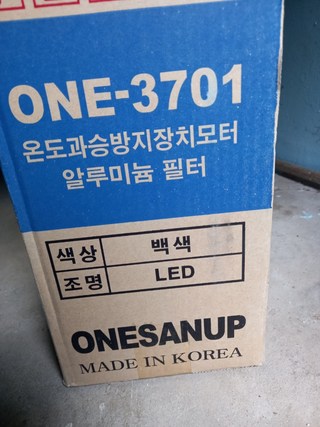 ONE-3701
온도과승방지장치모터
알루미늄 필터
색상 백색
조명 LED
ONESANUP
MADE IN KOREA